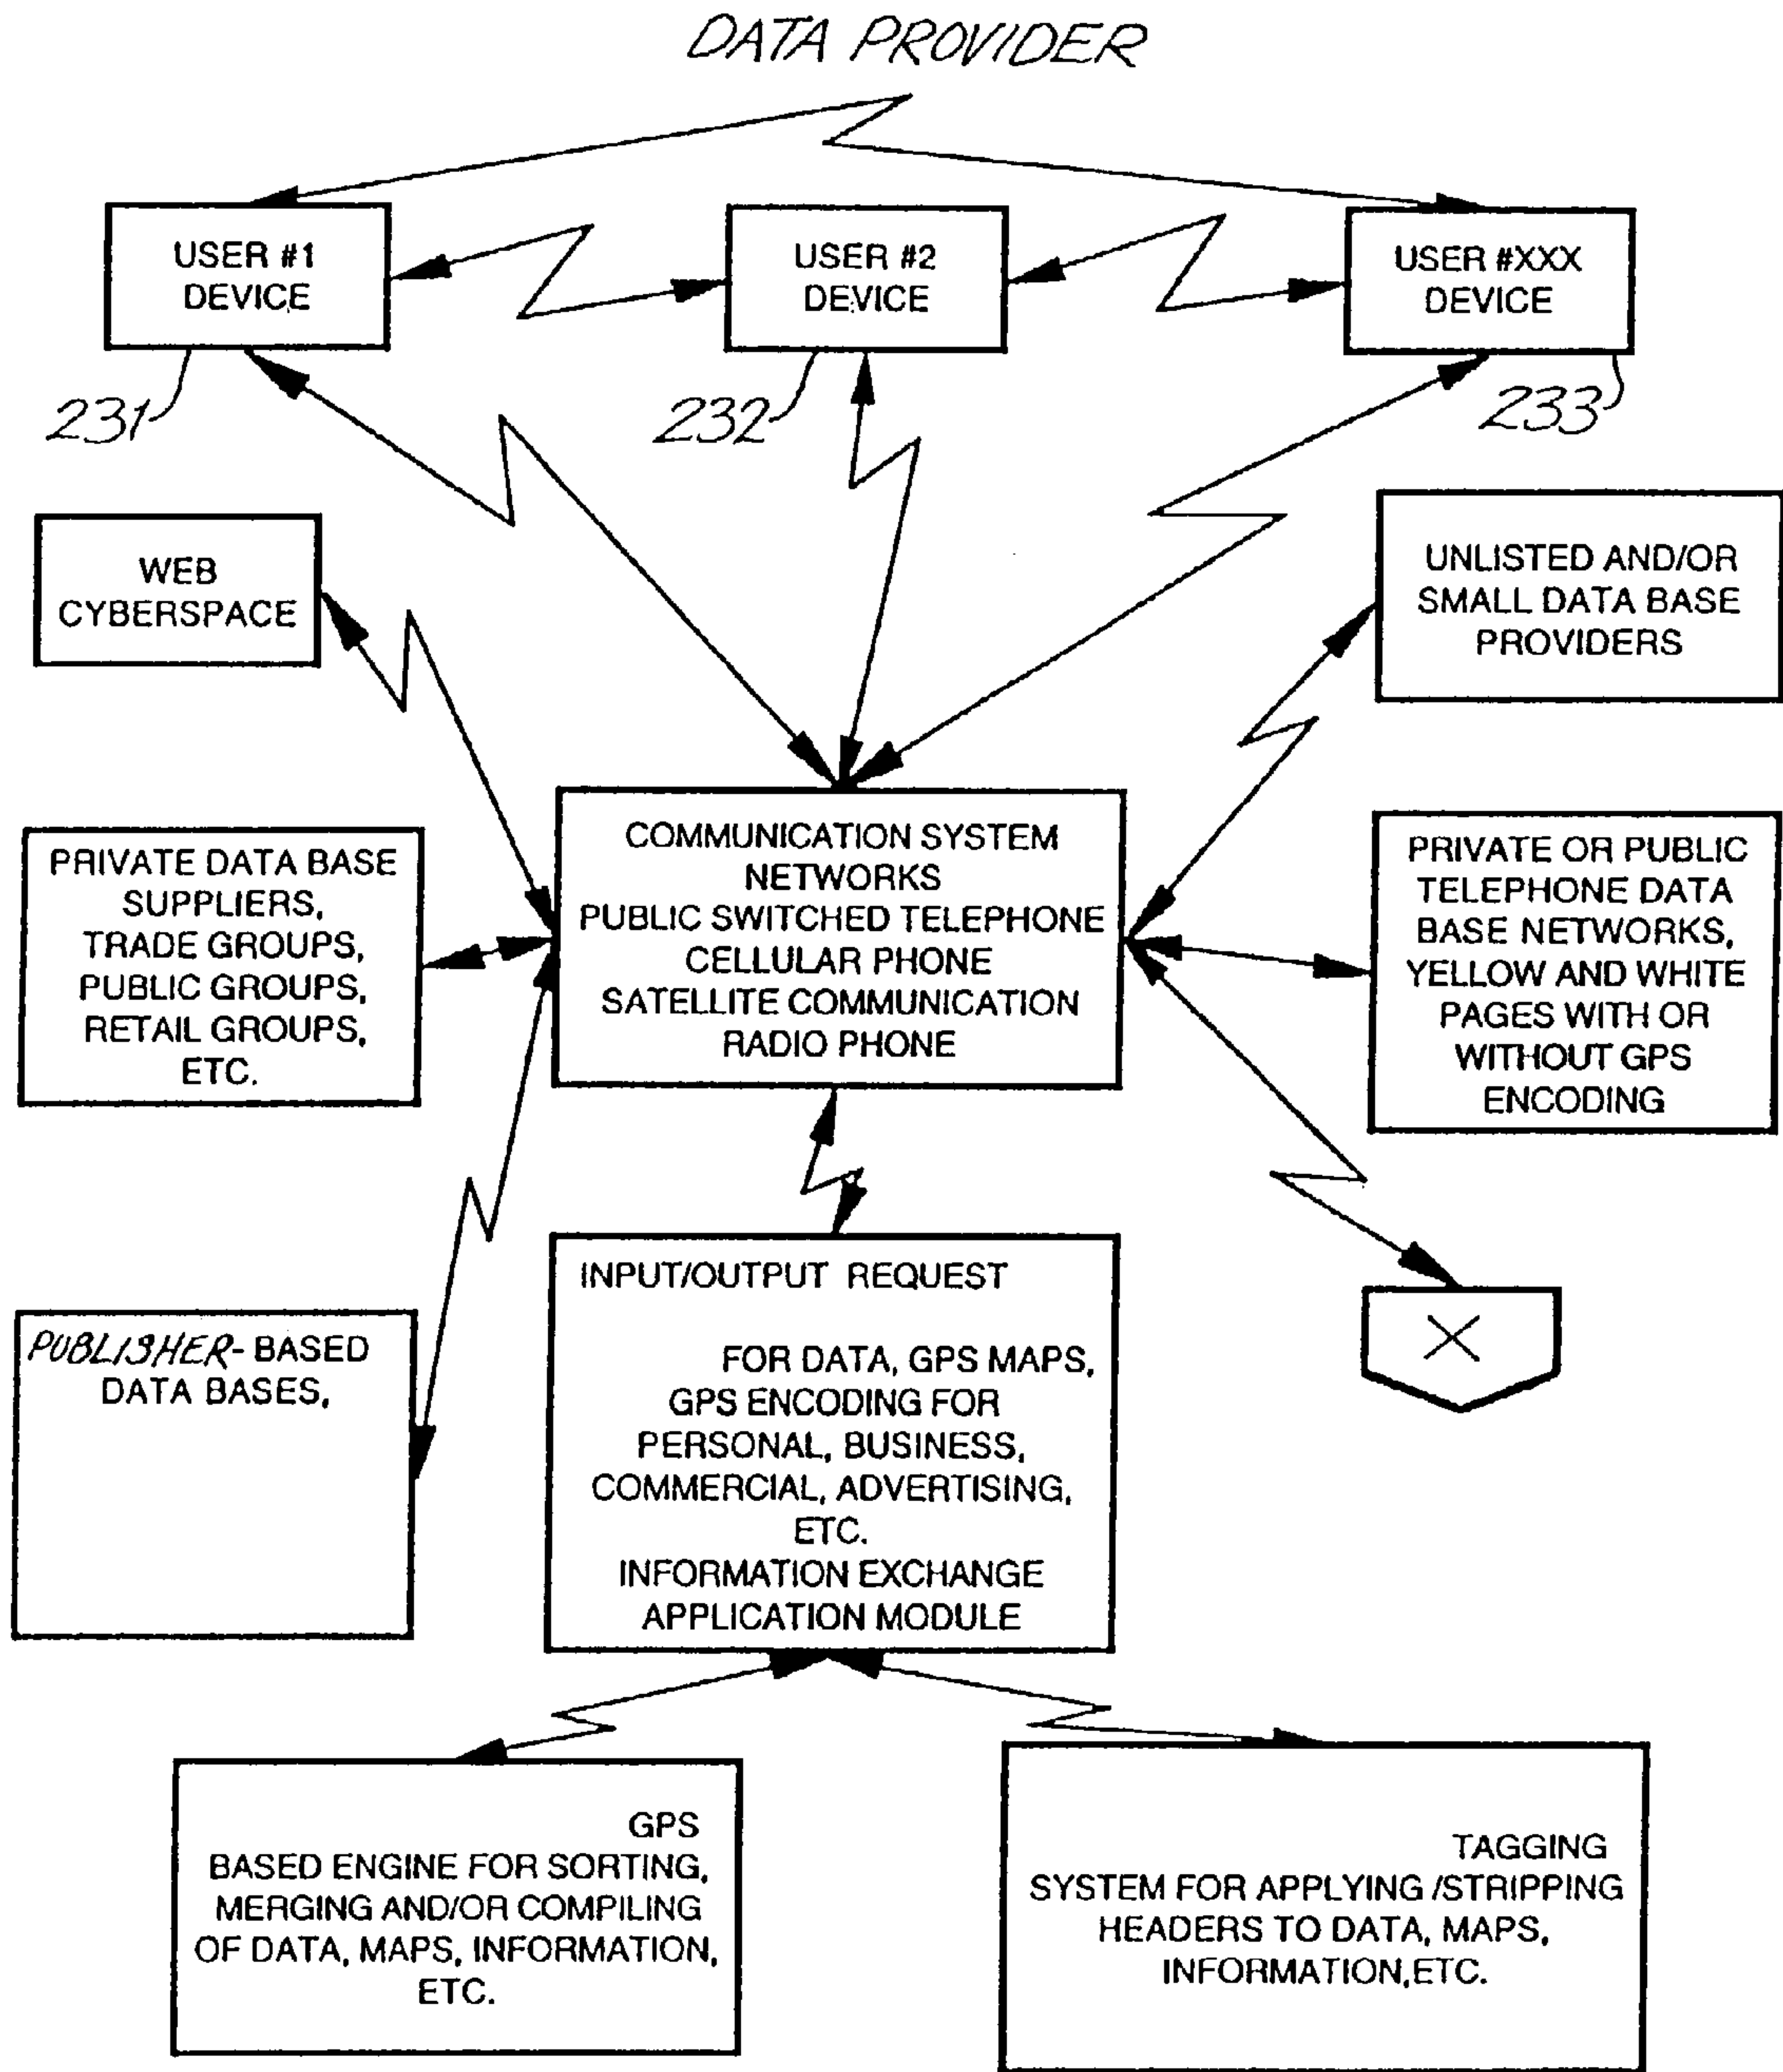 DATA PROVIDER
USER #1
DEVICE
USER #2
DEVICE
USER #XXX
DEVICE
231
232
233
WEB
CYBERSPACE
UNLISTED AND/OR
SMALL DATA BASE
PROVIDERS
PRIVATE DATA BASE
SUPPLIERS,
TRADE GROUPS,
PUBLIC GROUPS,
RETAIL GROUPS,
ETC.
COMMUNICATION SYSTEM
NETWORKS
PUBLIC SWITCHED TELEPHONE
CELLULAR PHONE
SATELLITE COMMUNICATION
RADIO PHONE
PRIVATE OR PUBLIC
TELEPHONE DATA
BASE NETWORKS,
YELLOW AND WHITE
PAGES WITH OR
WITHOUT GPS
ENCODING
PUBLISHER-BASED
DATA BASES,
INPUT/OUTPUT REQUEST
FOR DATA, GPS MAPS,
GPS ENCODING FOR
PERSONAL, BUSINESS,
COMMERCIAL, ADVERTISING,
ETC.
INFORMATION EXCHANGE
APPLICATION MODULE
X
GPS
BASED ENGINE FOR SORTING,
MERGING AND/OR COMPILING
OF DATA, MAPS, INFORMATION,
ETC.
TAGGING
SYSTEM FOR APPLYING /STRIPPING
HEADERS TO DATA, MAPS,
INFORMATION,ETC.